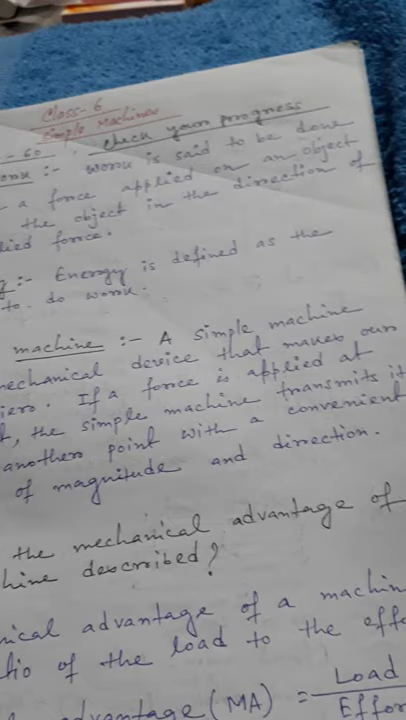 Class- 6
Simple Machines
- 60 check your progress
work :- work is said to be done
a force applied on an object
the object in the direction of
lied force.
:- Energy is defined as the
to do work.
machine :- A simple machine
mechanical device that makes our
iero. If a force is applied at
t, the simple machine transmits it
another point with a convenient
of magnitude and direction.
the mechanical advantage of
hine described?
nical advantage of a machin
tio of the load to the effo
advantage (MA) = Load
Effor